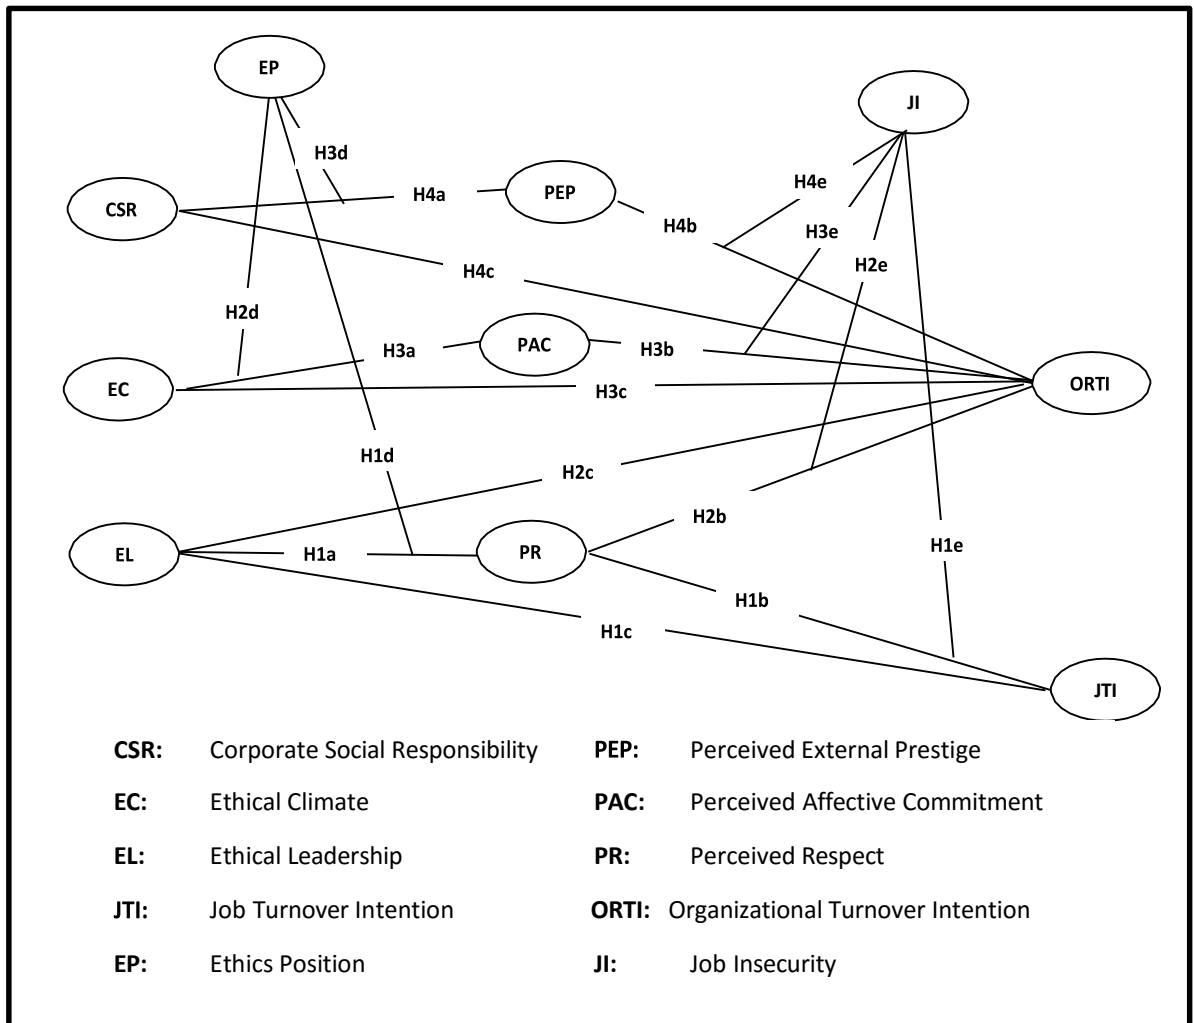 EP
JI
H3d
CSR
H4a
PEP
H4e
H4b
H3e
H4c
H2e
H2d
H3a
PAC
H3b
EC
H3c
ORTI
H1d
H2c
H2b
EL
H1a
PR
H1e
H1b
H1c
JTI
CSR: Corporate Social Responsibility PEP: Perceived External Prestige
EC: Ethical Climate PAC: Perceived Affective Commitment
EL: Ethical Leadership PR: Perceived Respect
JTI: Job Turnover Intention ORTI: Organizational Turnover Intention
EP: Ethics Position JI: Job Insecurity